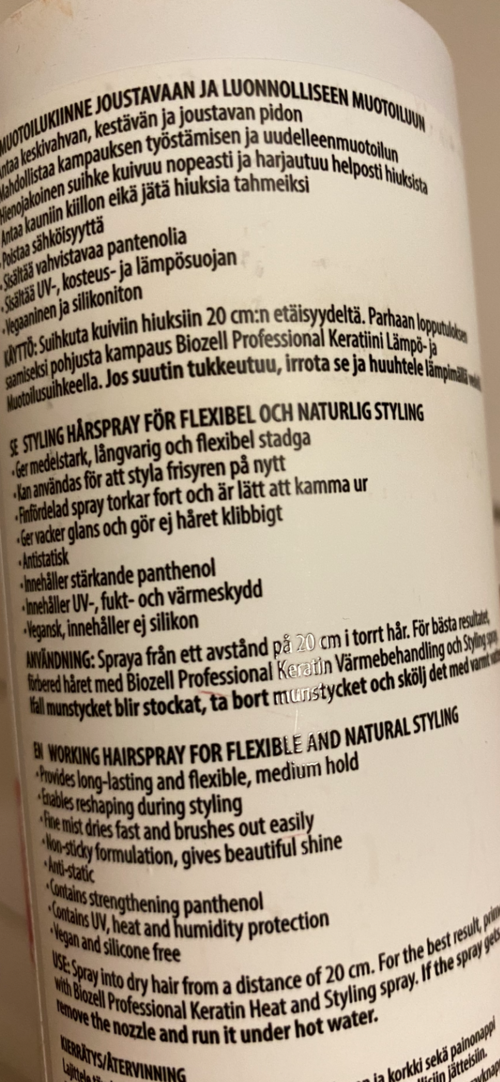 MUOTOILUKIINNE JOUSTAVAAN JA LUONNOLLISEEN MUOTOILUUN
keskivahvan, kestävän ja joustavan pidon
Mahdollistaa kampauksen työstämisen ja uudelleenmuotoilun
Hienojakoinen suihke kuivuu nopeasti ja harjautuu helposti hiuksista
Antaa kauniin kiillon eikä jätä hiuksia tahmeiksi
• Poistaa sähköisyyttä
• Sisältää vahvistavaa pantenolia
• Sisältää UV-, kosteus- ja lämpösuojan
• Vegaaninen ja silikoniton
KÄYTTÖ: Suihkuta kuiviin hiuksiin 20 cm:n etäisyydeltä. Parhaan lopputuloksen
saamiseksi pohjusta kampaus Biozell Professional Keratiini Lämpö- ja
Muotoilusuihkeella. Jos suutin tukkeutuu, irrota se ja huuhtele lämpimällä
SE STYLING HÅRSPRAY FÖR FLEXIBEL OCH NATURLIG STYLING
• Ger medelstark, långvarig och flexibel stadga
• Kan användas för att styla frisyren på nytt
• Finfördelad spray torkar fort och är lätt att kamma ur
• Ger vacker glans och gör ej håret klibbigt
• Antistatisk
• Innehåller stärkande panthenol
• Innehåller UV-, fukt- och värmeskydd
• Vegansk, innehåller ej silikon
ANVÄNDNING: Spraya från ett avstånd på 20 cm i torrt hår. För bästa resultatet,
förbered håret med Biozell Professional Keratin Värmebehandling och Styling spray.
Ifall munstycket blir stockat, ta bort munstycket och skölj det med varmt
EN WORKING HAIRSPRAY FOR FLEXIBLE AND NATURAL STYLING
• Provides long-lasting and flexible, medium hold
• Enables reshaping during styling
• Fine mist dries fast and brushes out easily
• Non-sticky formulation, gives beautiful shine
• Anti-static
• Contains strengthening panthenol
• Contains UV, heat and humidity protection
• Vegan and silicone free
USE: Spray into dry hair from a distance of 20 cm. For the best result,
with Biozell Professional Keratin Heat and Styling spray. If the spray gets
remove the nozzle and run it under hot water.
KIERRÄTYS/ÅTERVINNING
ja korkki sekä painonappi
jätteisiin.